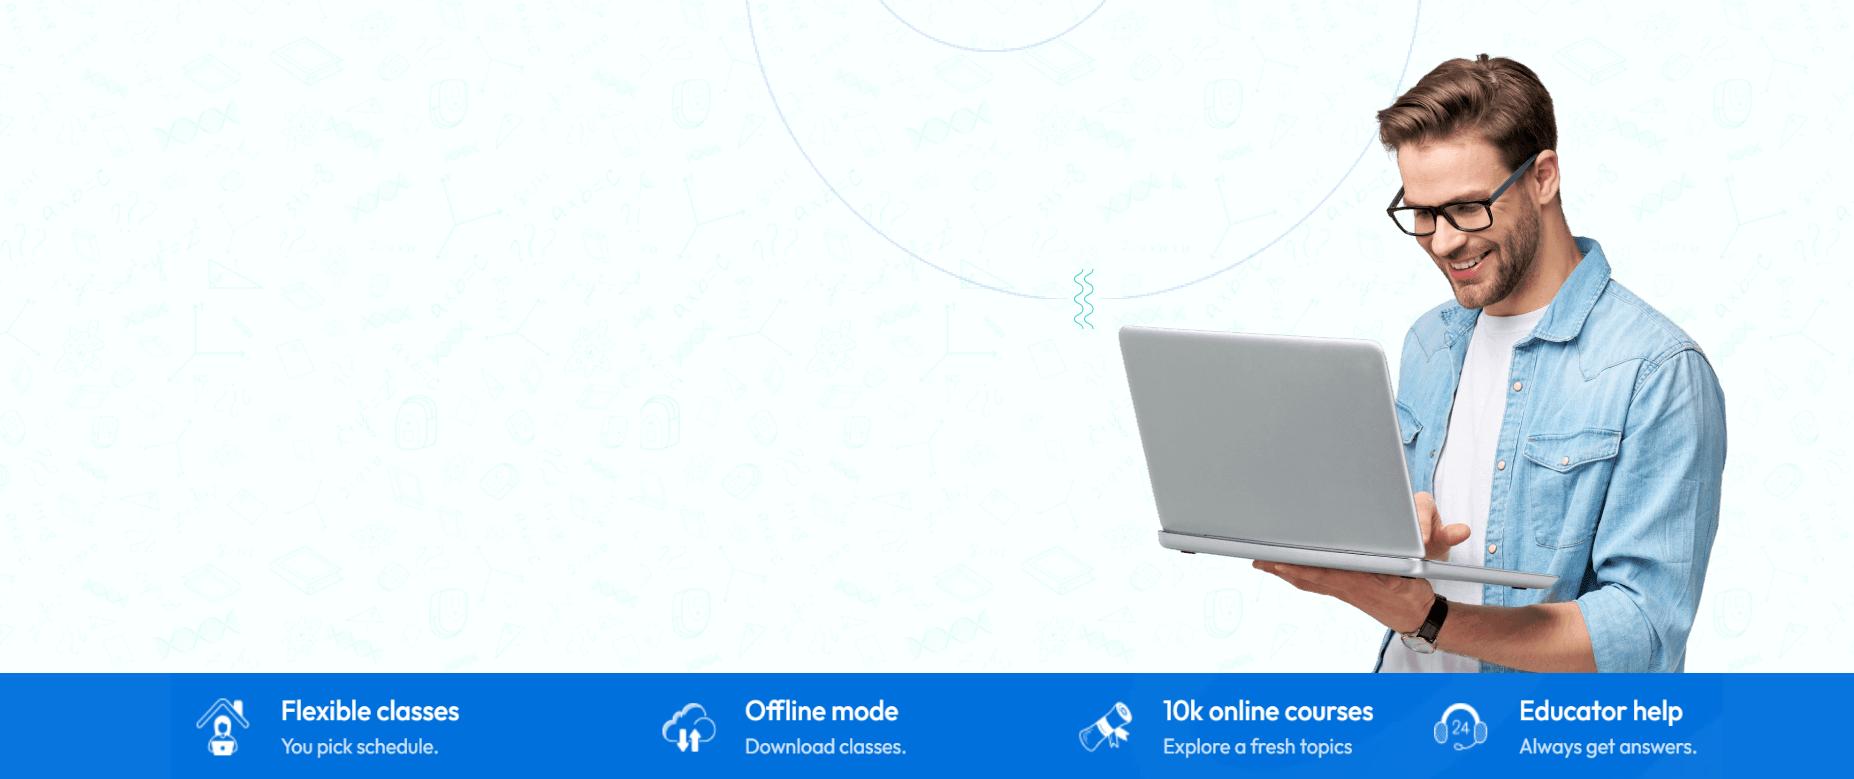 Flexible classes
You pick schedule.
Offline mode
Download classes.
10k online courses
Explore a fresh topics
24
Educator help
Always get answers.